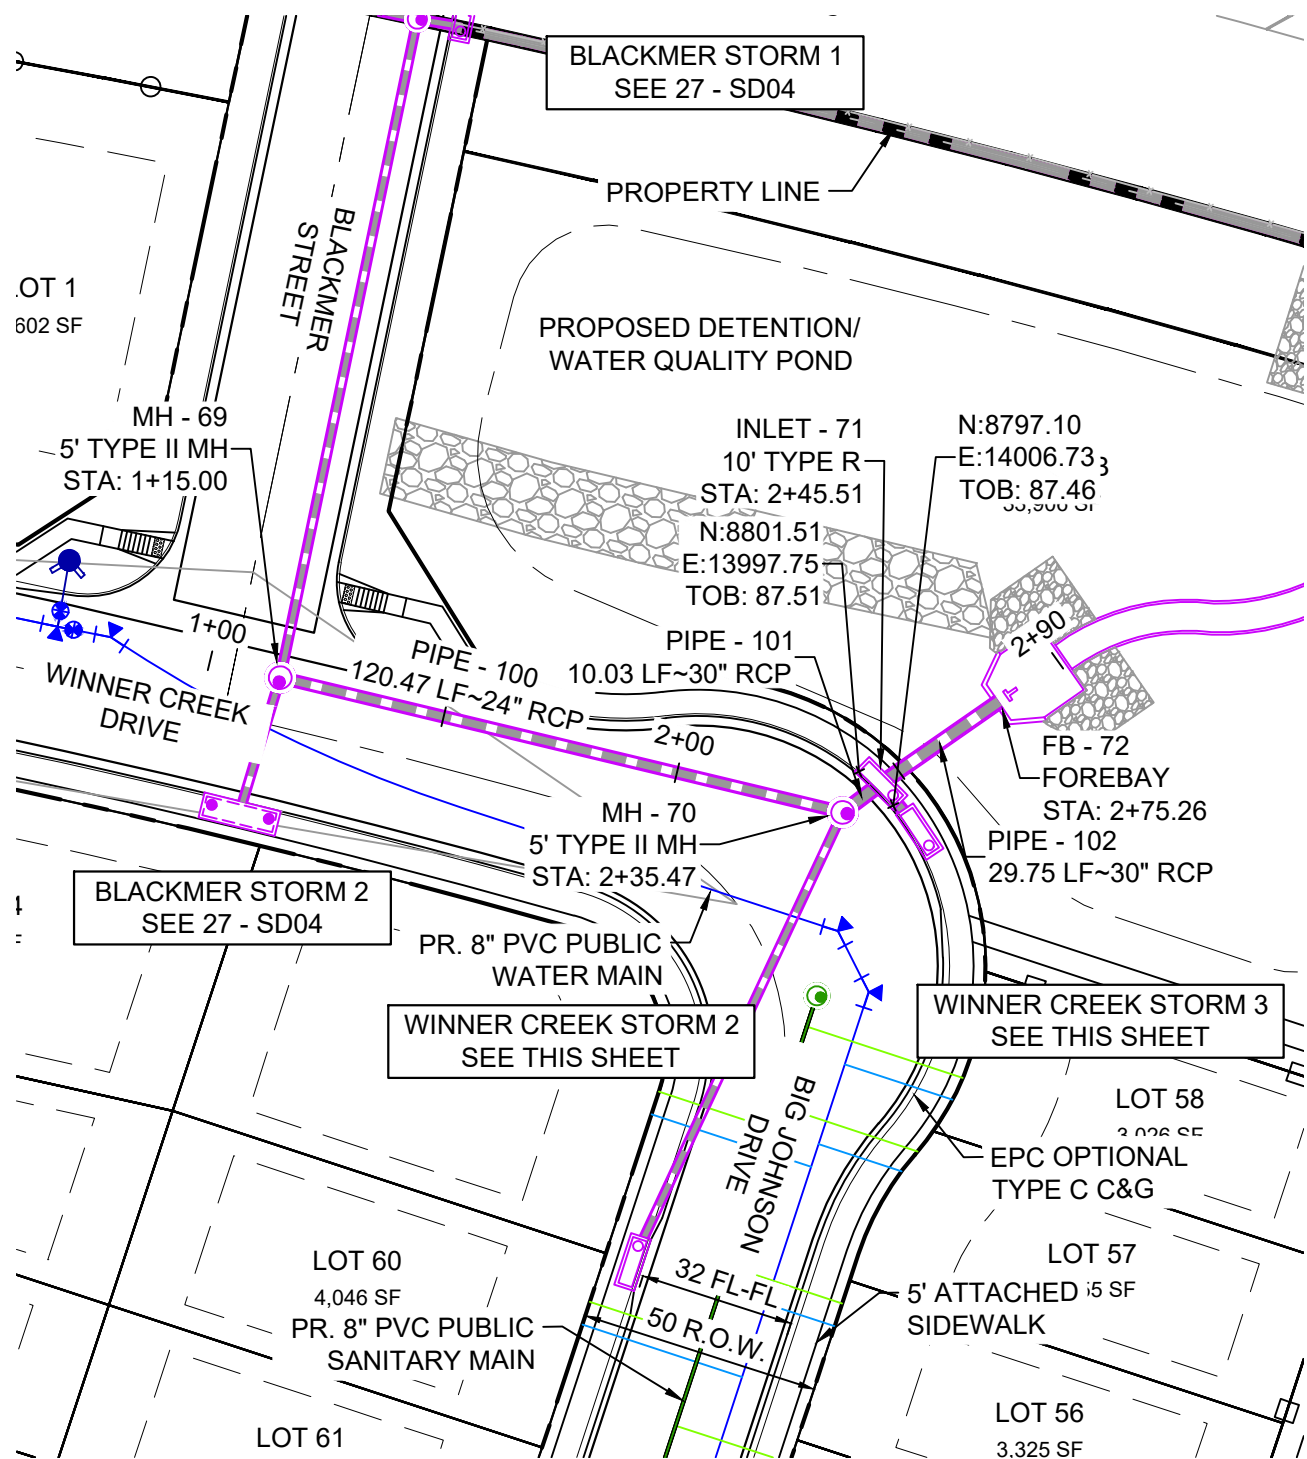 BLACKMER STORM 1
SEE 27 - SD04
PROPERTY LINE
BLACKMER
STREET
LOT 1
602 SF
PROPOSED DETENTION/
WATER QUALITY POND
MH - 69
5' TYPE II MH
STA: 1+15.00
INLET - 71
10' TYPE R
STA: 2+45.51
N:8797.10
E:14006.73
TOB: 87.46
N:8801.51
E:13997.75
TOB: 87.51
1+00
PIPE - 100
120.47 LF~24" RCP
PIPE - 101
10.03 LF~30" RCP
2+90
WINNER CREEK
DRIVE
2+00
FB - 72
FOREBAY
STA: 2+75.26
MH - 70
5' TYPE II MH
STA: 2+35.47
PIPE - 102
29.75 LF~30" RCP
BLACKMER STORM 2
SEE 27 - SD04
PR. 8" PVC PUBLIC
WATER MAIN
WINNER CREEK STORM 2
SEE THIS SHEET
WINNER CREEK STORM 3
SEE THIS SHEET
BIG JOHNSON
DRIVE
LOT 58
3,026 SF
EPC OPTIONAL
TYPE C C&G
LOT 60
4,046 SF
LOT 57
55 SF
32 FL-FL
5' ATTACHED
SIDEWALK
50 R.O.W.
PR. 8" PVC PUBLIC
SANITARY MAIN
LOT 61
LOT 56
3,325 SF